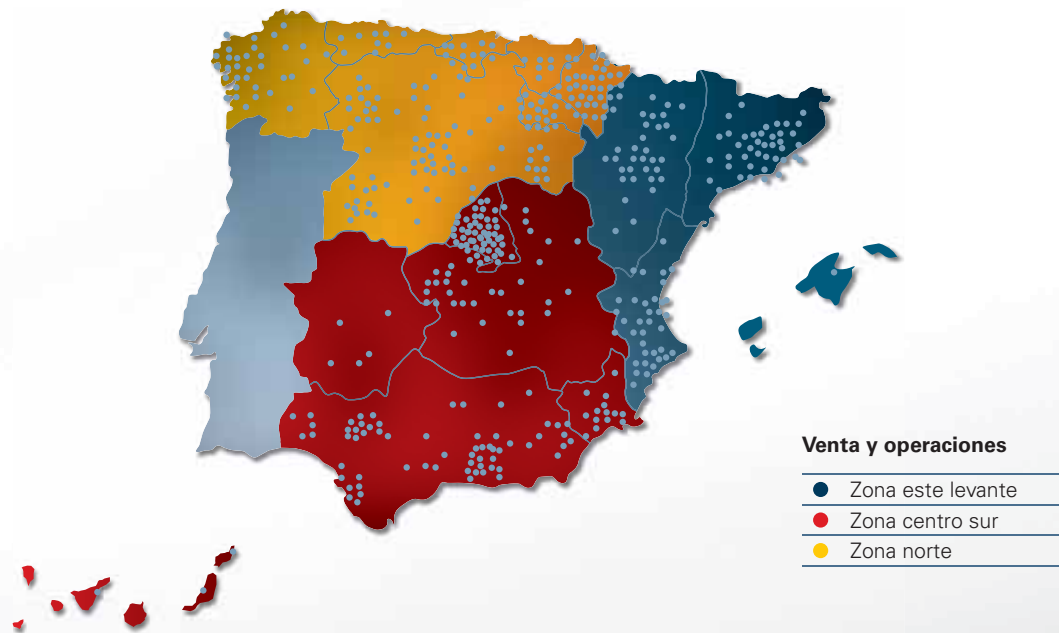 Venta y operaciones
Zona este levante
Zona centro sur
Zona norte